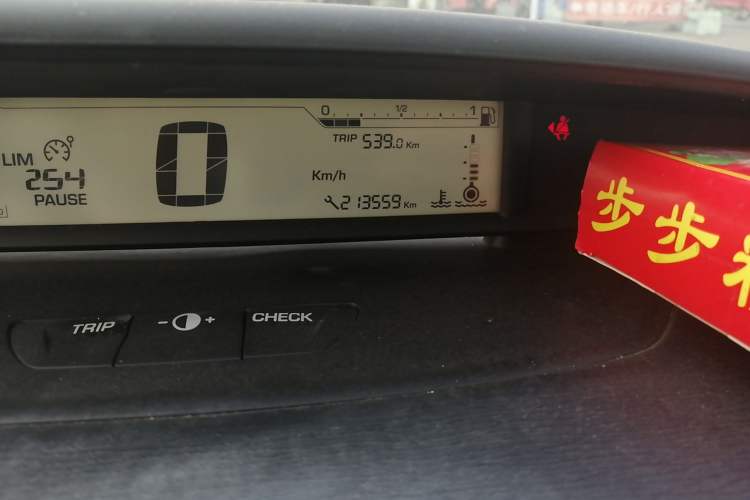 0 1/2 1
TRIP 539.0 Km
LIM
254
PAUSE
0
Km/h
213559 Km
TRIP
- +
CHECK
步步